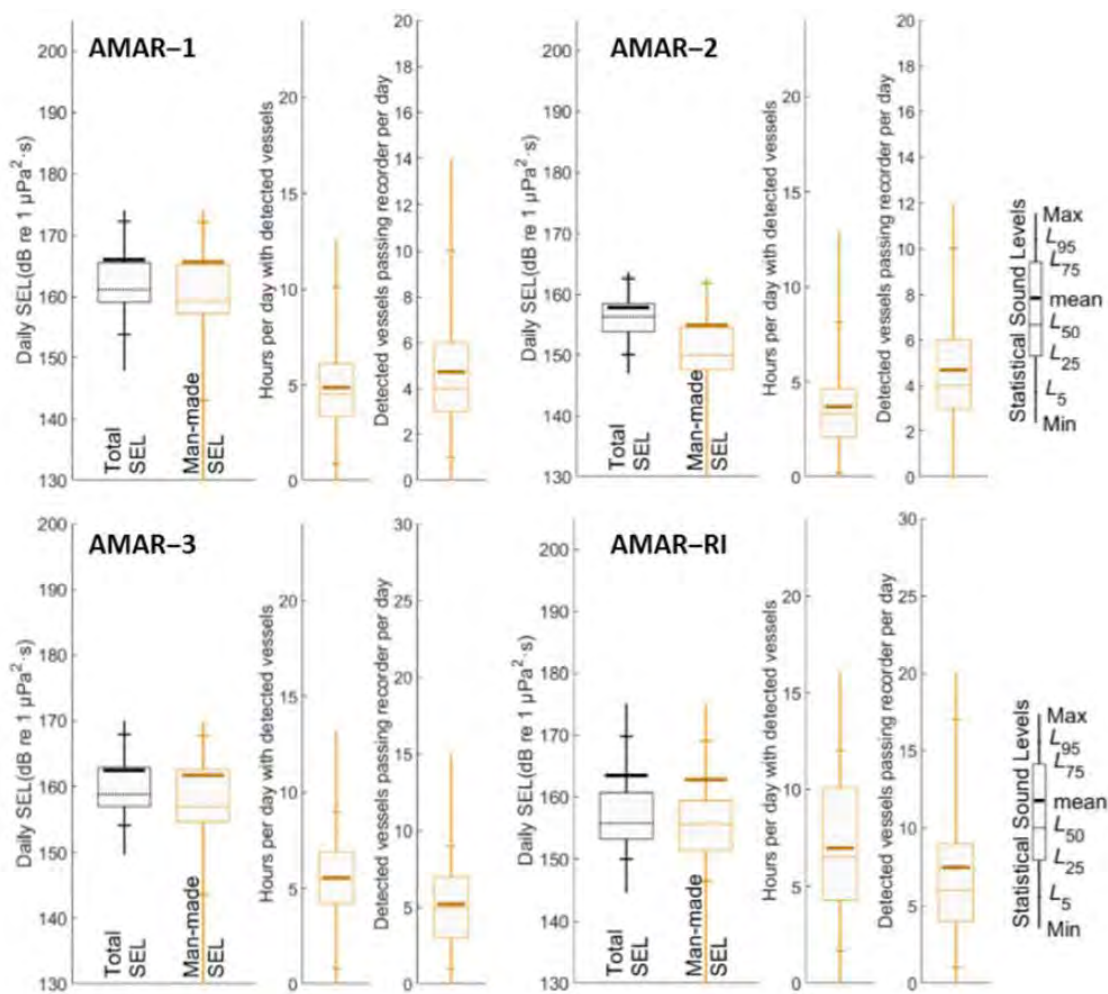 AMAR–1
Daily SEL(dB re 1 µPa²·s)
200
190
180
170
160
150
140
130
Total
SEL
Man-made
SEL
Hours per day with detected vessels
20
15
10
5
0
Detected vessels passing recorder per day
20
18
16
14
12
10
8
6
4
2
0
AMAR–2
Daily SEL(dB re 1 µPa²·s)
200
190
180
170
160
150
140
130
Total
SEL
Man-made
SEL
Hours per day with detected vessels
20
15
10
5
0
Detected vessels passing recorder per day
20
18
16
14
12
10
8
6
4
2
0
Statistical Sound Levels
Max
L95
L75
mean
L50
L25
L5
Min
AMAR–3
Daily SEL(dB re 1 µPa²·s)
200
190
180
170
160
150
140
130
Total
SEL
Man-made
SEL
Hours per day with detected vessels
20
15
10
5
0
Detected vessels passing recorder per day
30
25
20
15
10
5
0
AMAR–RI
Daily SEL(dB re 1 µPa²·s)
200
190
180
170
160
150
140
130
Total
SEL
Man-made
SEL
Hours per day with detected vessels
20
15
10
5
0
Detected vessels passing recorder per day
30
25
20
15
10
5
0
Statistical Sound Levels
Max
L95
L75
mean
L50
L25
L5
Min